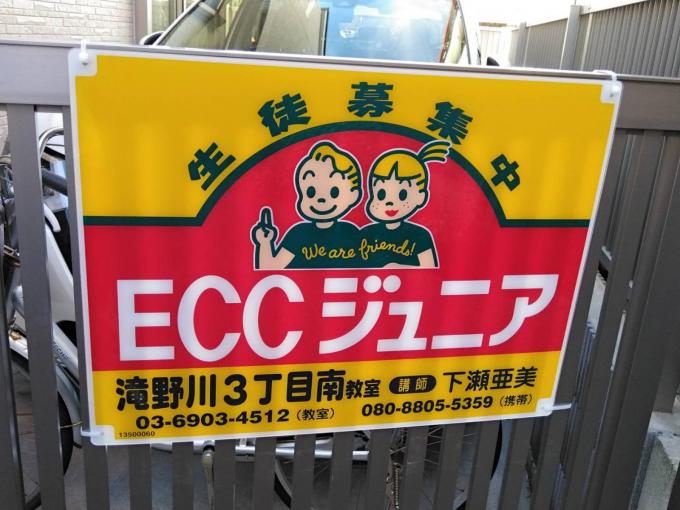 生徒募集中
We are friends!
ECCジュニア
滝野川3丁目南教室 講師 下瀬亜美
03-6903-4512(教室) 080-8805-5359(携帯)
13500060